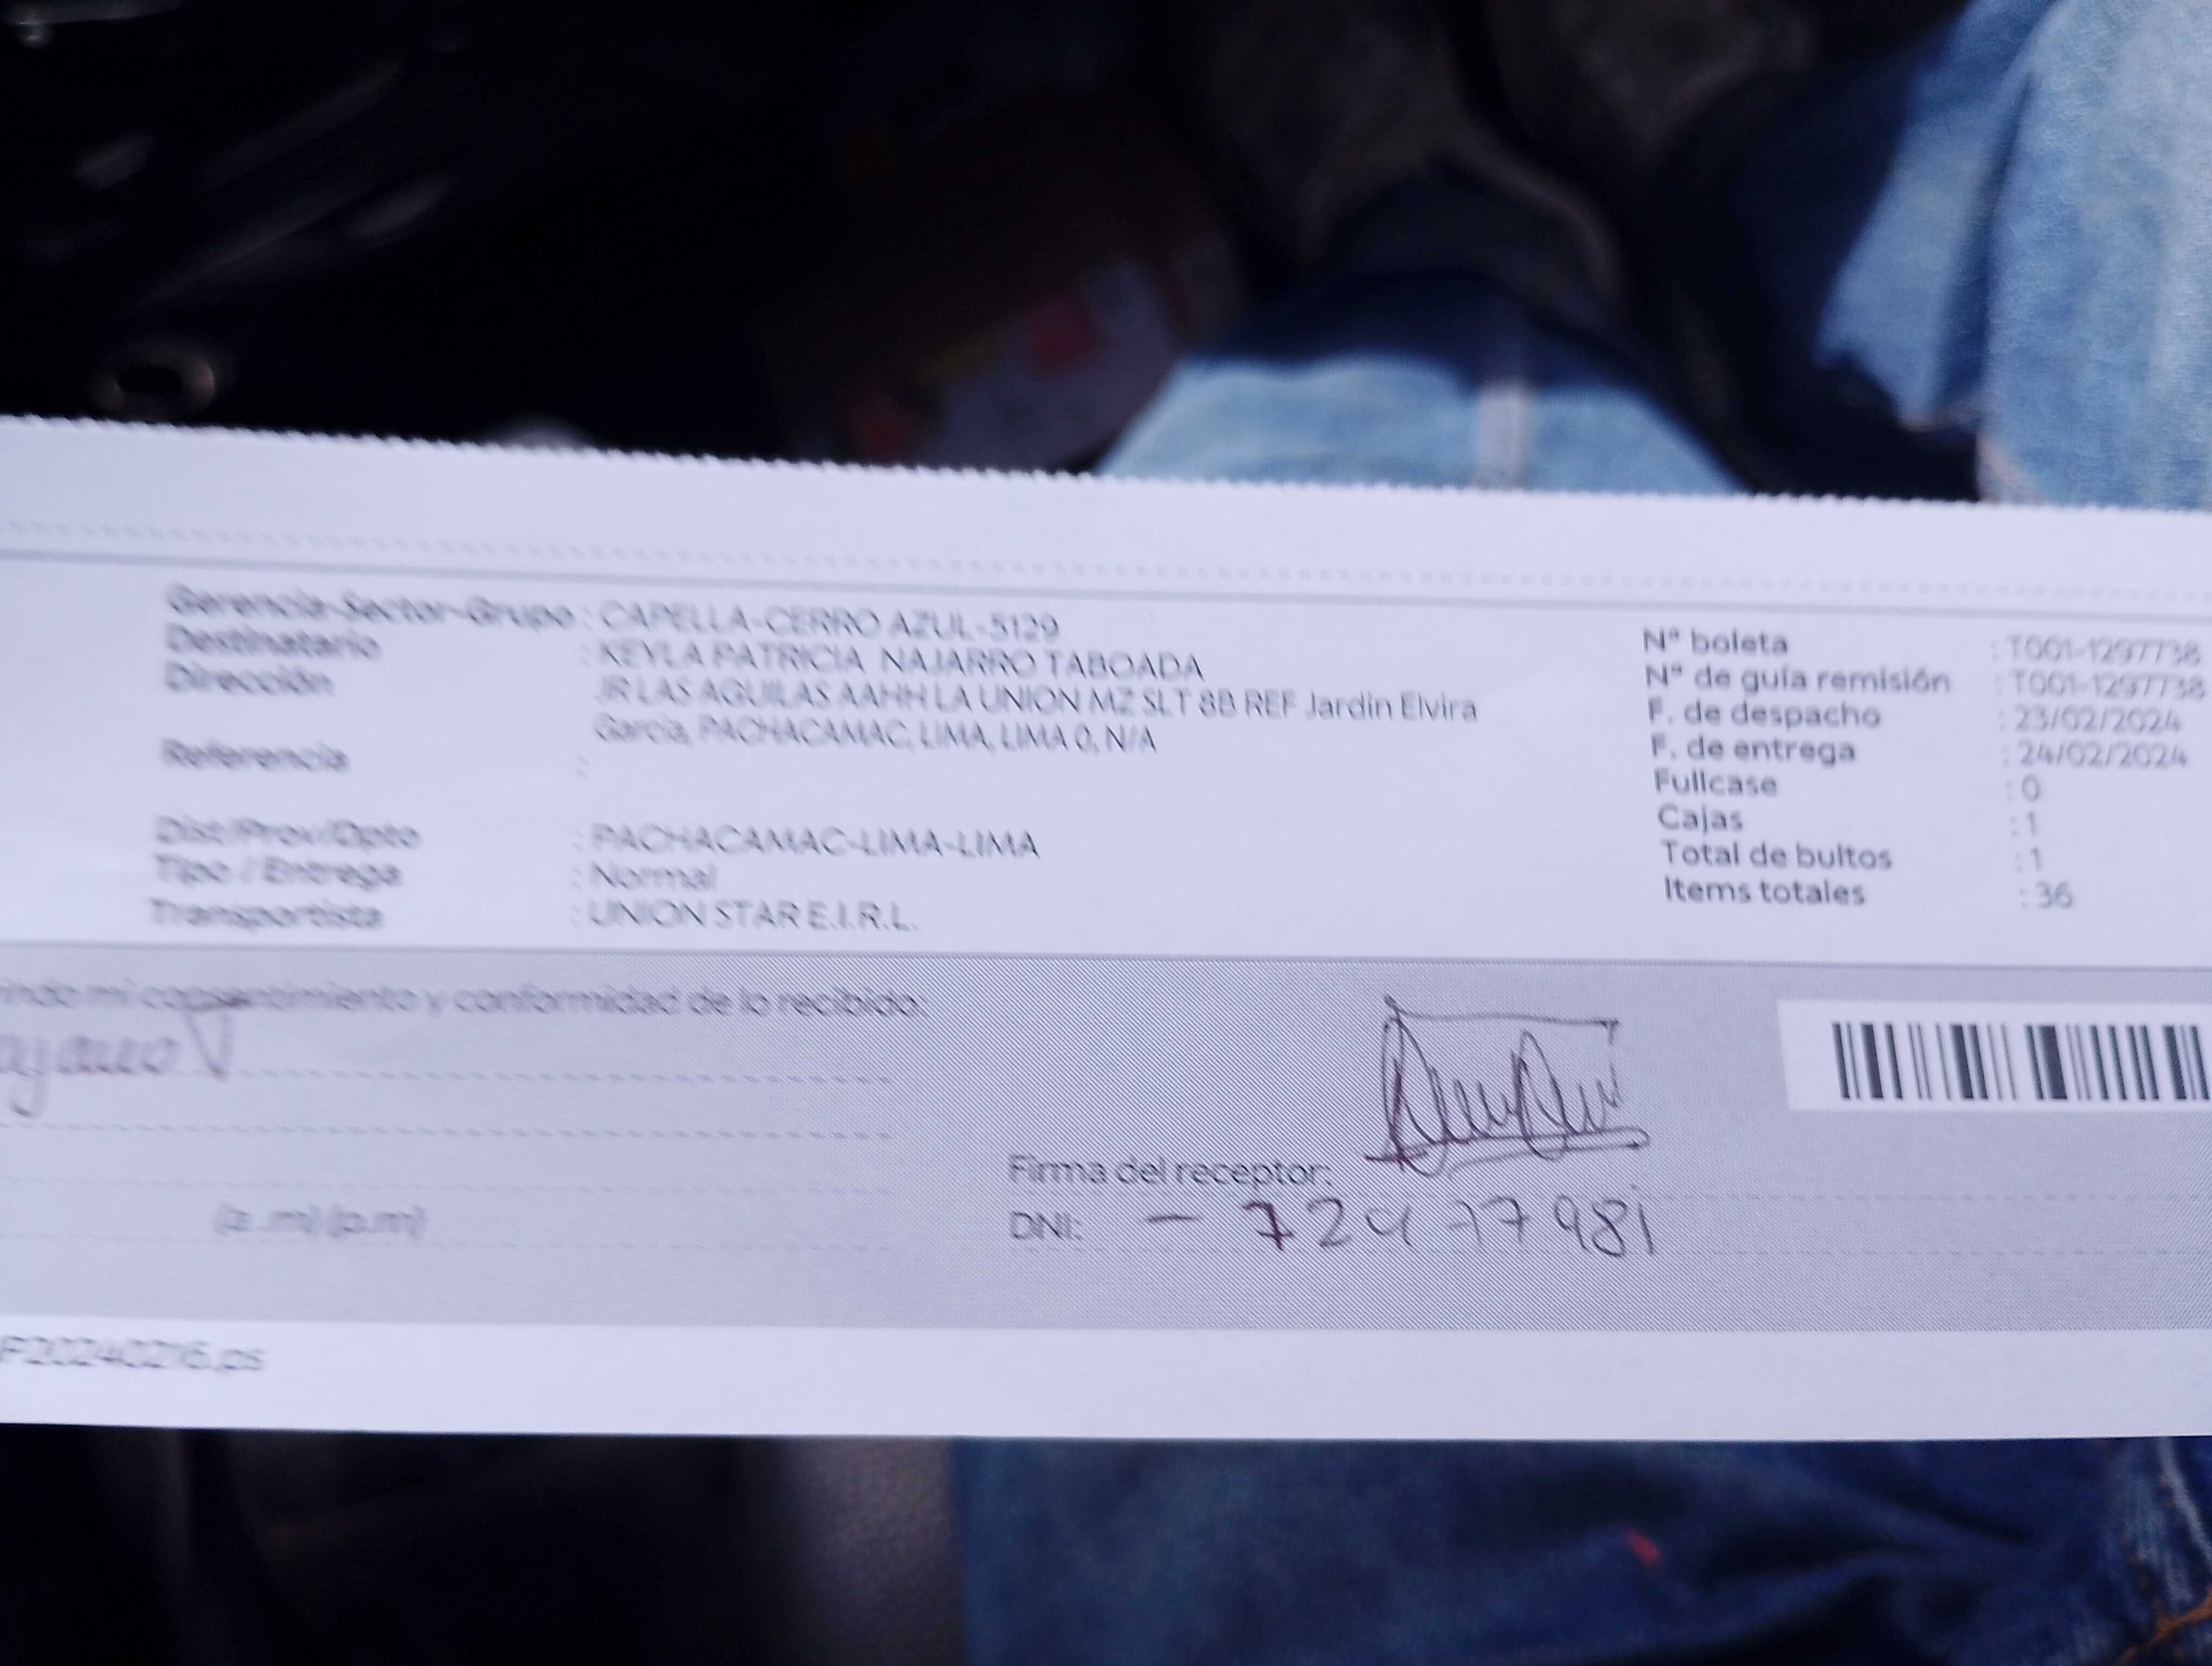 Gerencia-Sector-Grupo : CAPELLA-CERRO AZUL-5129
Destinatario : KEYLA PATRICIA NAJARRO TABOADA
Dirección JR LAS AGUILAS AAHH LA UNION MZ SLT 8B REF Jardin Elvira
Garcia, PACHACAMAC, LIMA, LIMA 0, N/A
Referencia :
Dist/Prov/Dpto : PACHACAMAC-LIMA-LIMA
Tipo / Entrega : Normal
Transportista : UNION STAR E.I.R.L.
N° boleta : T001-1297738
N° de guía remisión : T001-1297738
F. de despacho : 23/02/2024
F. de entrega : 24/02/2024
Fullcase : 0
Cajas : 1
Total de bultos : 1
Items totales : 36
mi consentimiento y conformidad de lo recibido:
(a .m) (p.m)
Firma del receptor:
DNI: - 72477981
P20240216.ps